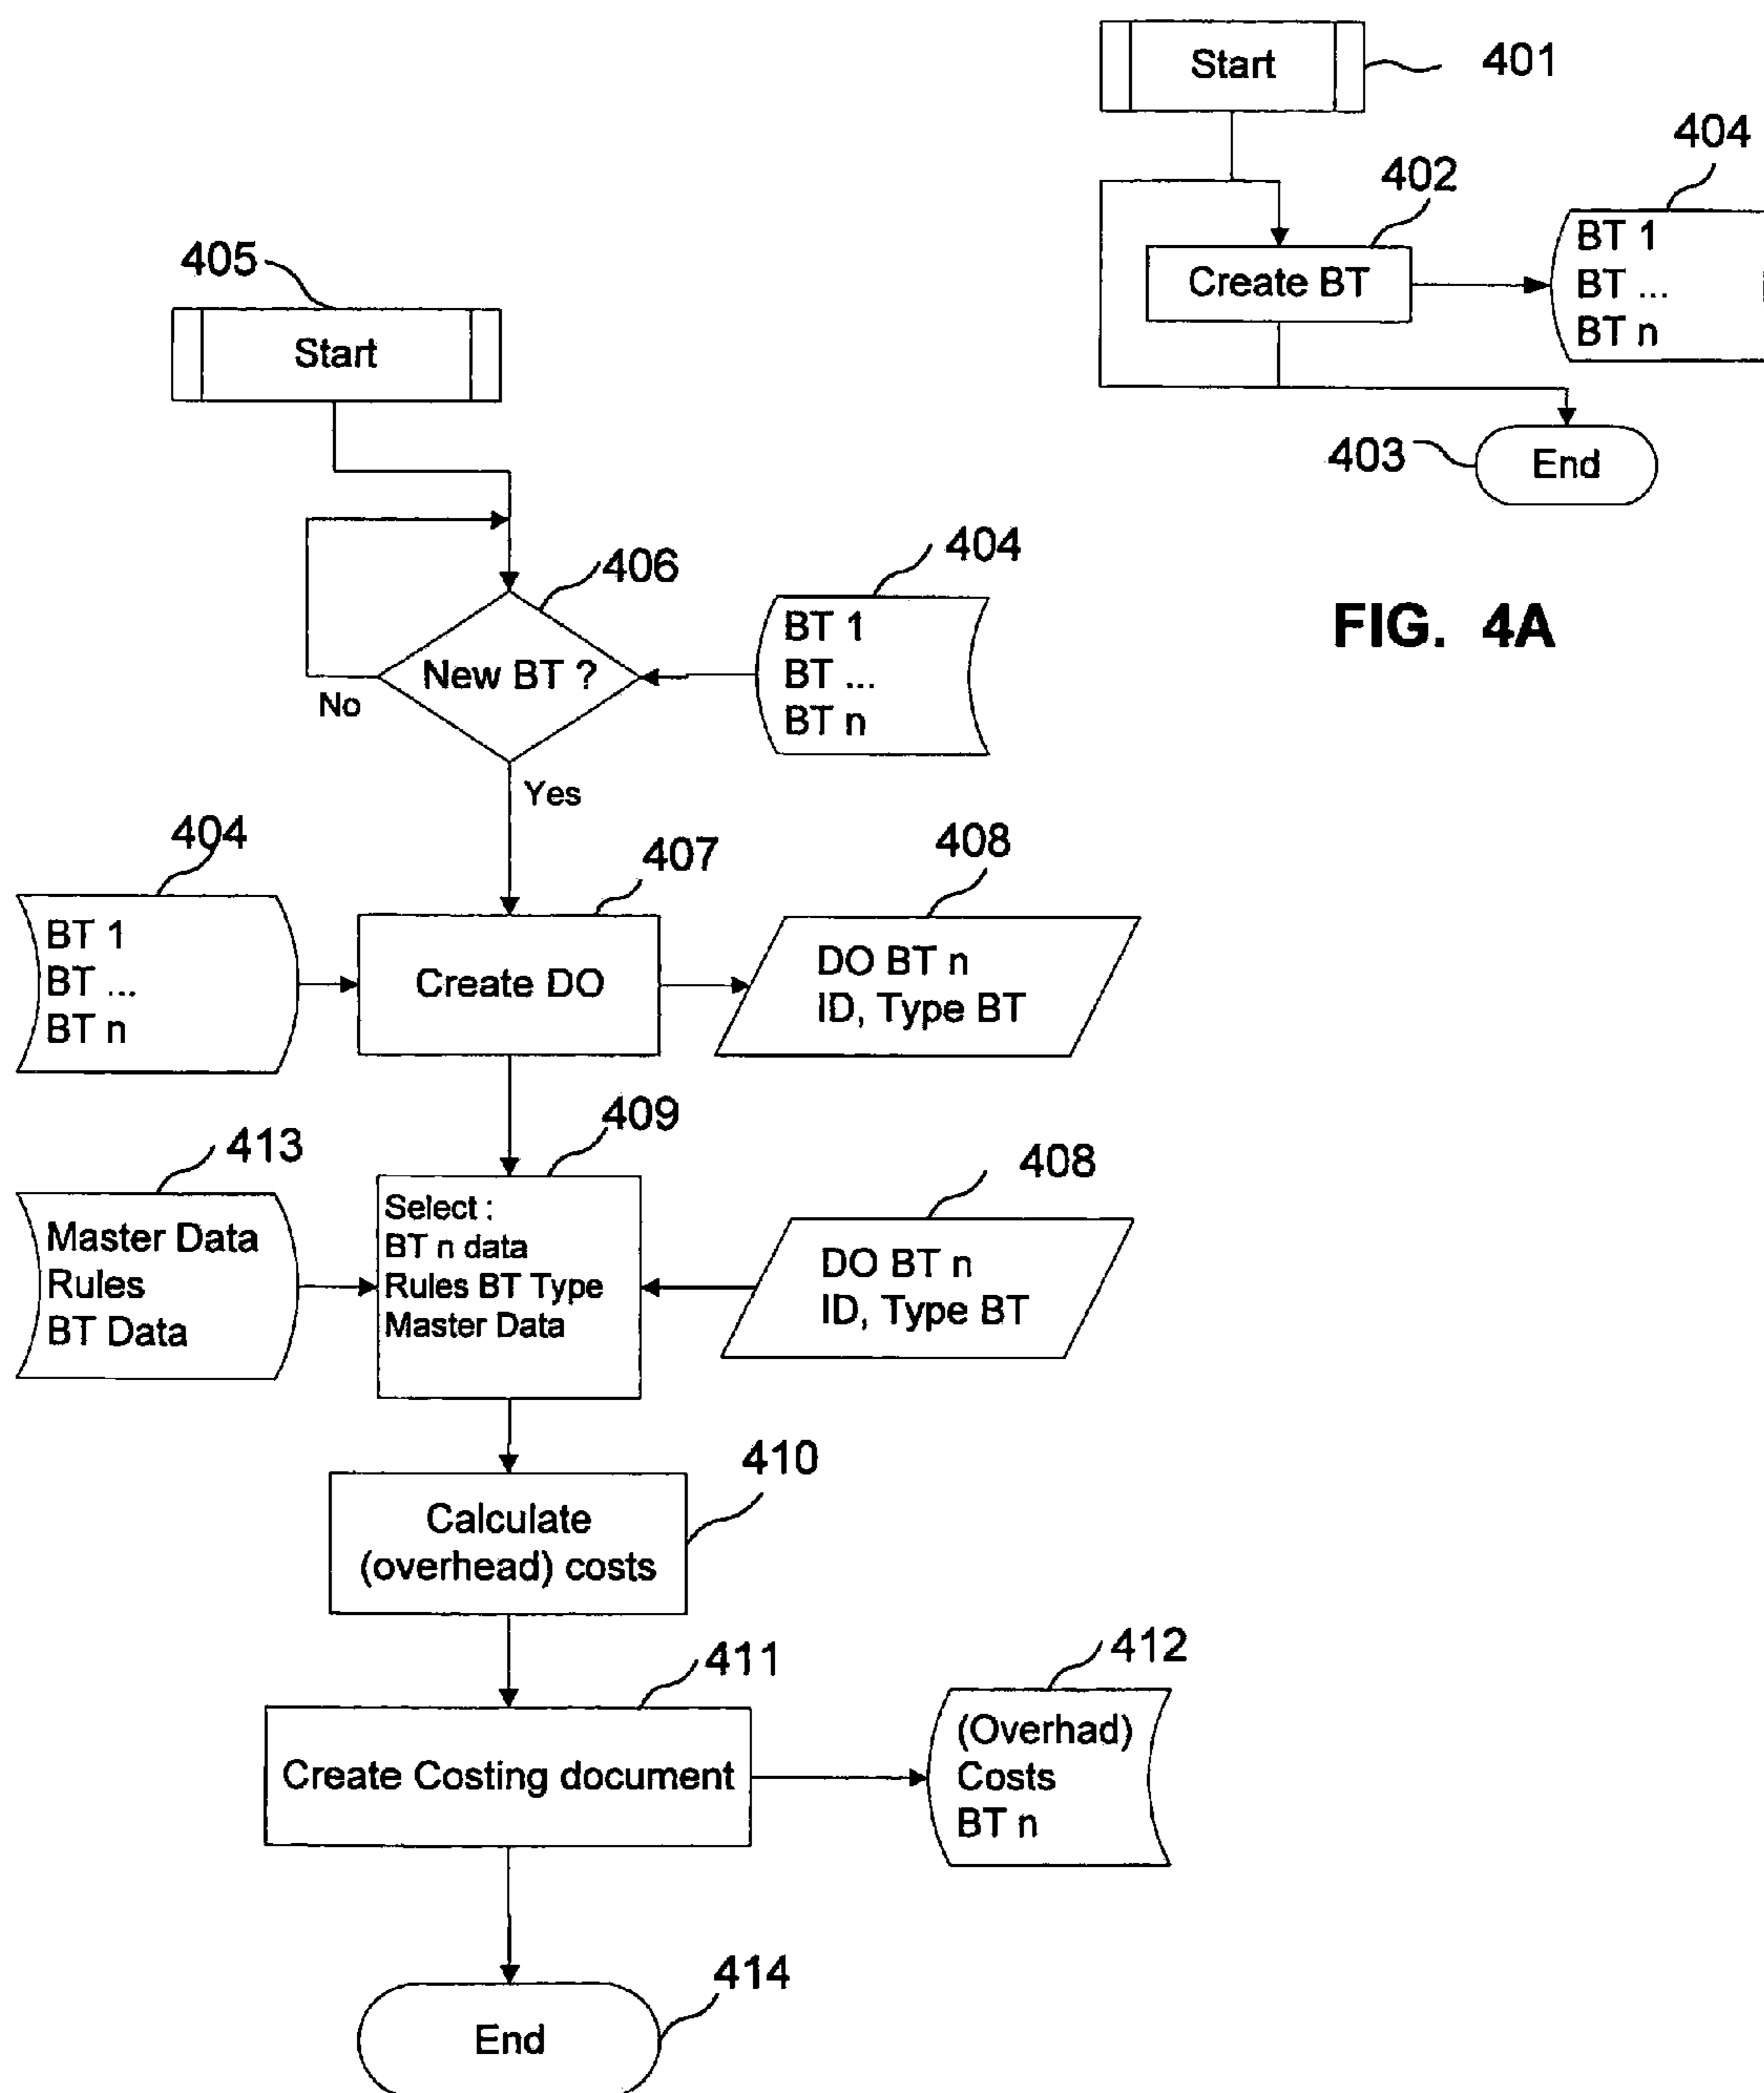 Start
401
404
402
BT 1
BT ...
BT n
Create BT
403
End
FIG. 4A
405
Start
406
404
New BT ?
No
Yes
BT 1
BT ...
BT n
404
407
408
BT 1
BT ...
BT n
Create DO
DO BT n
ID, Type BT
413
409
408
Master Data
Rules
BT Data
Select :
BT n data
Rules BT Type
Master Data
DO BT n
ID, Type BT
410
Calculate
(overhead) costs
411
412
Create Costing document
(Overhad)
Costs
BT n
414
End